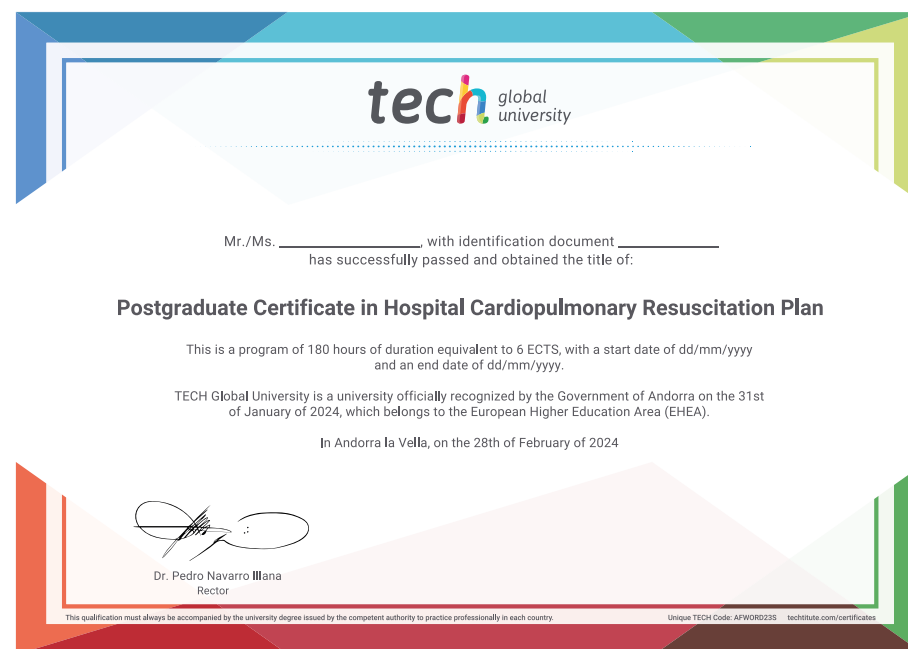 tech global
university
Mr./Ms. ____________________, with identification document ______________
has successfully passed and obtained the title of:
Postgraduate Certificate in Hospital Cardiopulmonary Resuscitation Plan
This is a program of 180 hours of duration equivalent to 6 ECTS, with a start date of dd/mm/yyyy
and an end date of dd/mm/yyyy.
TECH Global University is a university officially recognized by the Government of Andorra on the 31st
of January of 2024, which belongs to the European Higher Education Area (EHEA).
In Andorra la Vella, on the 28th of February of 2024
Dr. Pedro Navarro Illana
Rector
This qualification must always be accompanied by the university degree issued by the competent authority to practice professionally in each country. Unique TECH Code: AFWORD23S techtitute.com/certificates